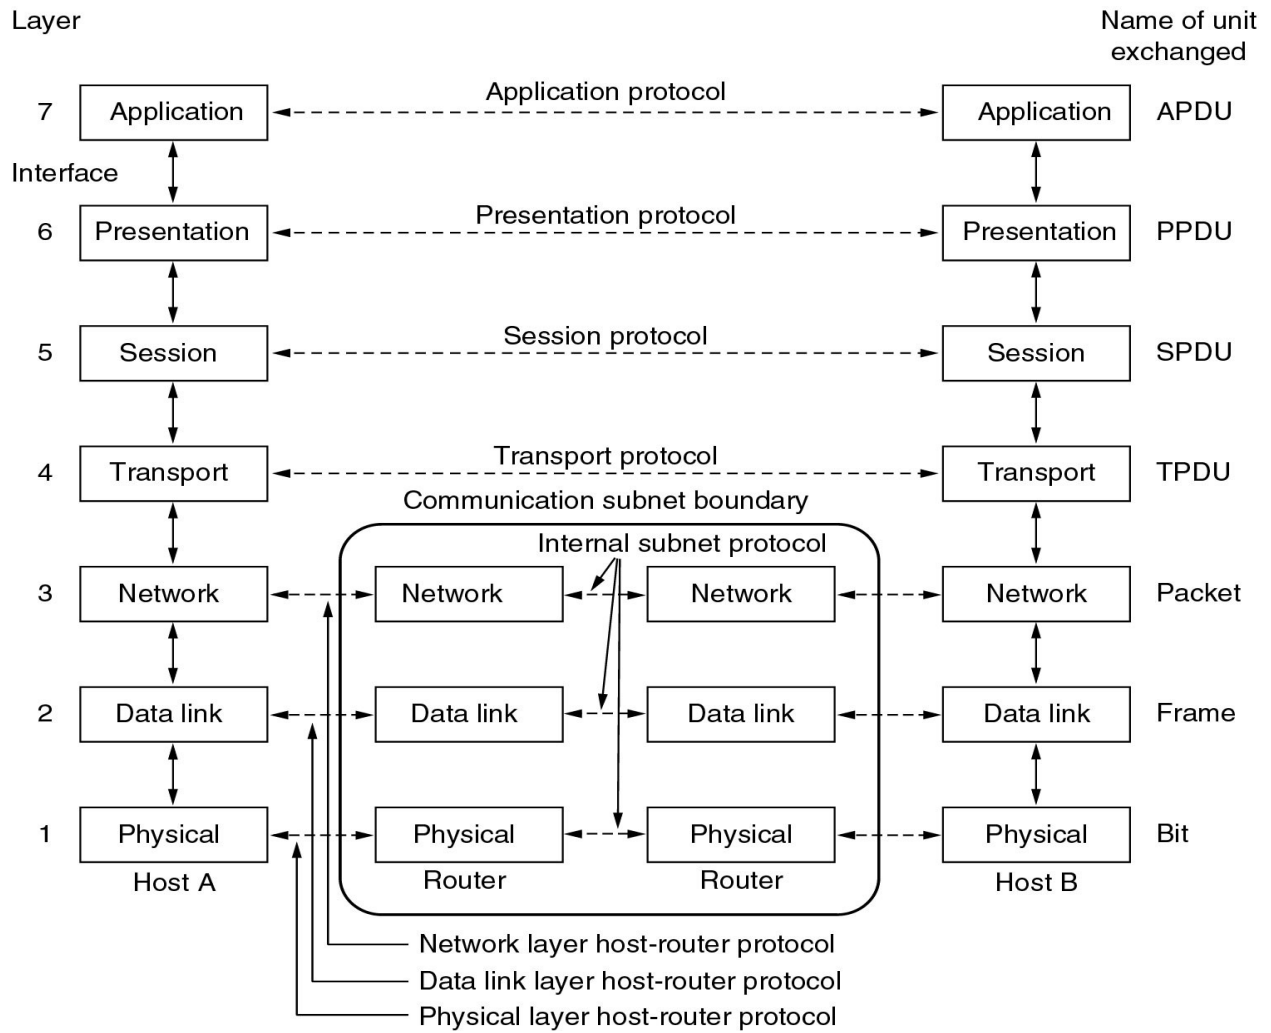 Layer
Name of unit
exchanged
Application protocol
7
Application
Application
APDU
Interface
Presentation protocol
6
Presentation
Presentation
PPDU
Session protocol
5
Session
Session
SPDU
Transport protocol
4
Transport
Transport
TPDU
Communication subnet boundary
Internal subnet protocol
3
Network
Network
Network
Network
Packet
2
Data link
Data link
Data link
Data link
Frame
1
Physical
Physical
Physical
Physical
Bit
Host A
Router
Router
Host B
Network layer host-router protocol
Data link layer host-router protocol
Physical layer host-router protocol